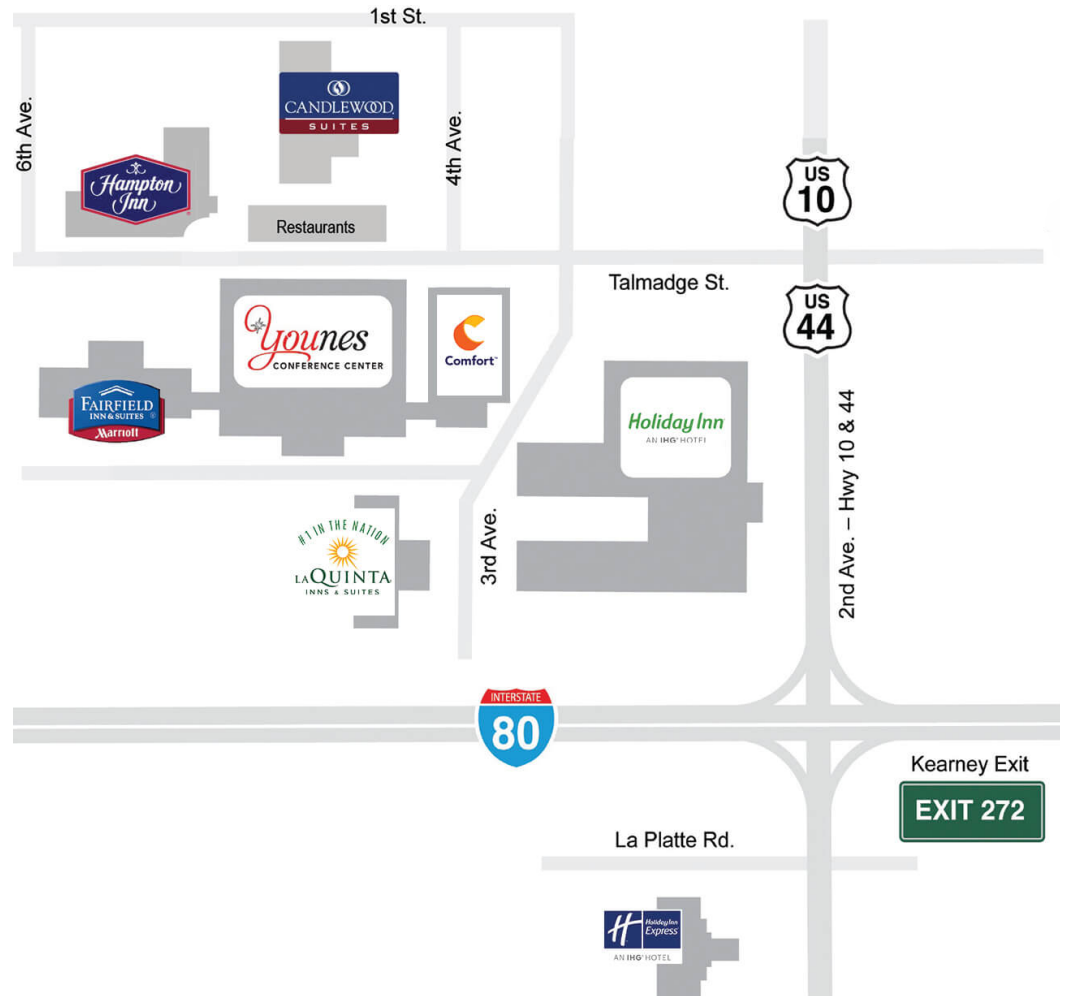 1st St.
6th Ave.
4th Ave.
CANDLEWOOD
SUITES
Hampton
Inn
Restaurants
US
10
Talmadge St.
US
44
Younes
CONFERENCE CENTER
Comfort
FAIRFIELD
INN & SUITES
Marriott
Holiday Inn
AN IHG® HOTEL
2nd Ave. – Hwy 10 & 44
3rd Ave.
#1 IN THE NATION
LAQUINTA
INNS & SUITES
INTERSTATE
80
Kearney Exit
EXIT 272
La Platte Rd.
H
Holiday Inn
Express
AN IHG® HOTEL